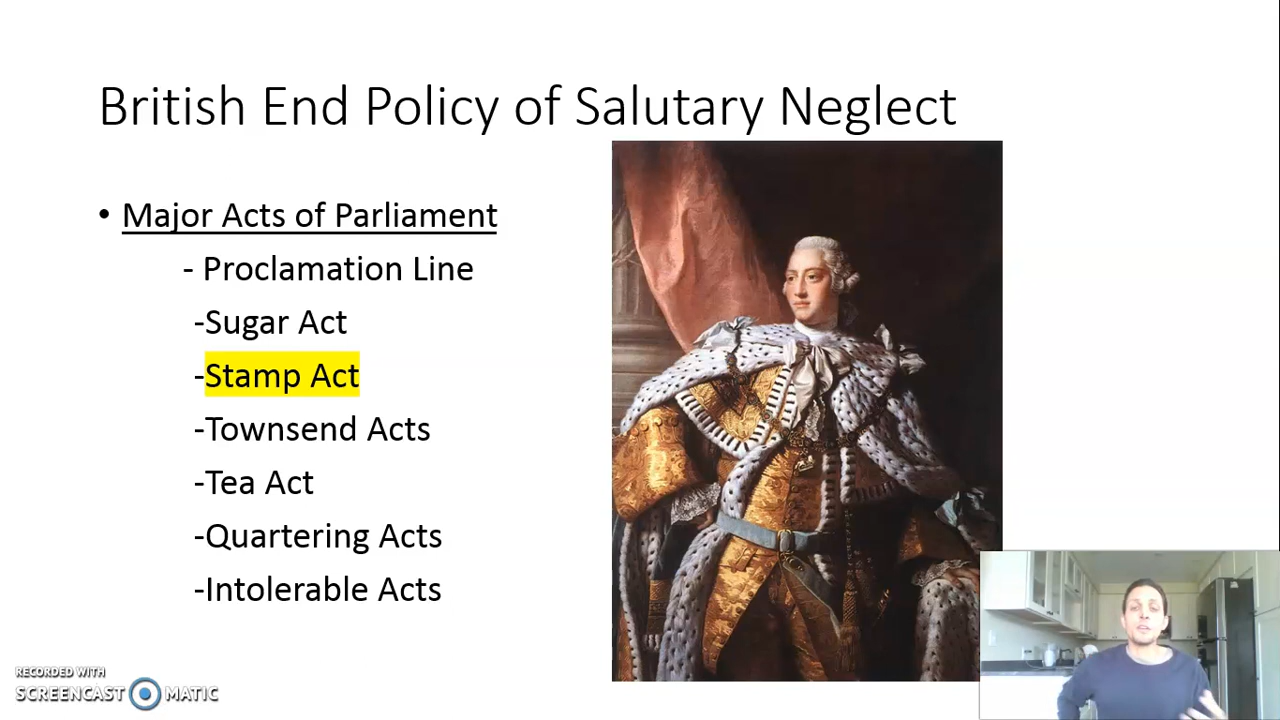 British End Policy of Salutary Neglect
• Major Acts of Parliament
- Proclamation Line
-Sugar Act
-Stamp Act
-Townsend Acts
-Tea Act
-Quartering Acts
-Intolerable Acts
RECORDED WITH
SCREENCAST MATIC